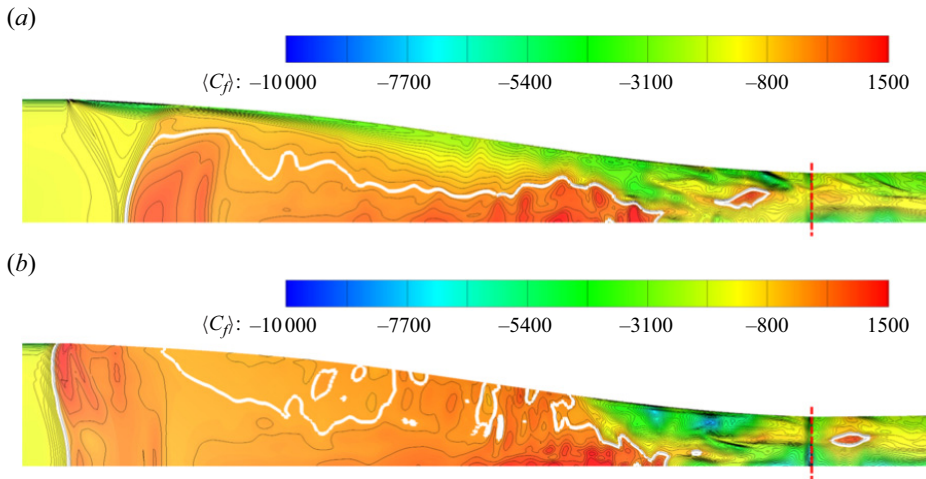 (a)
⟨Cf⟩: –10 000 –7700 –5400 –3100 –800 1500
(b)
⟨Cf⟩: –10 000 –7700 –5400 –3100 –800 1500